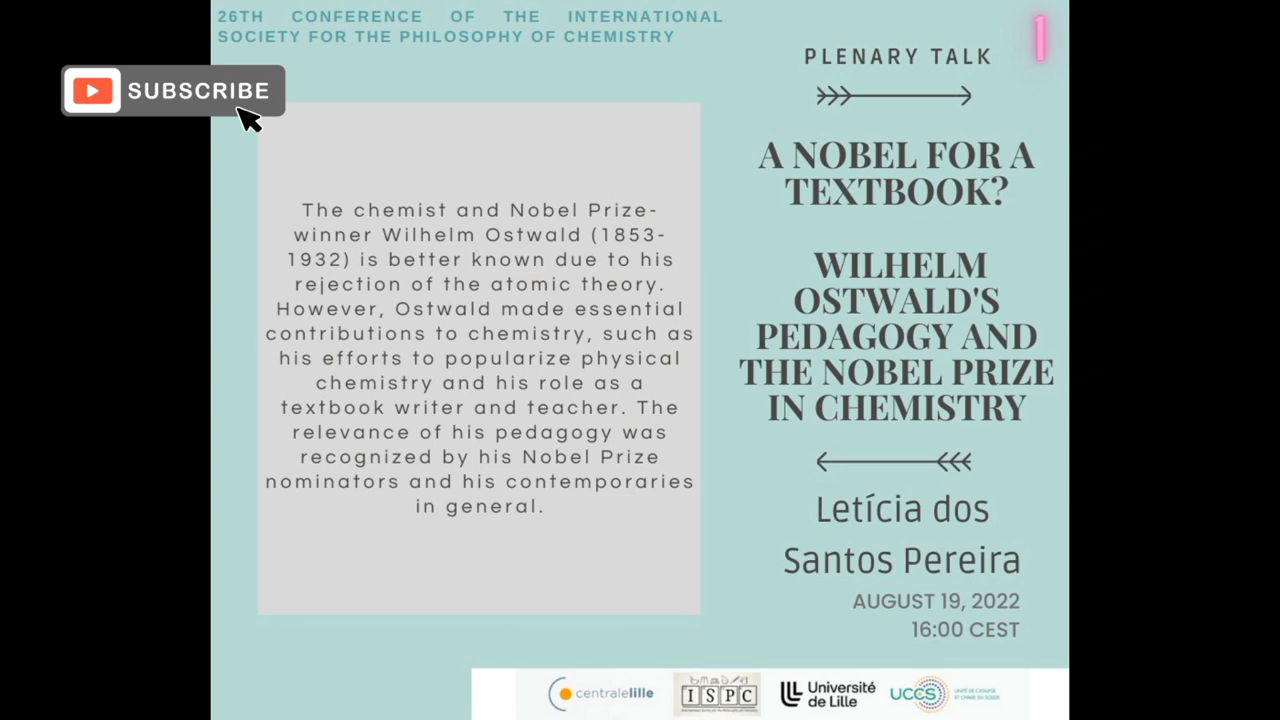 26TH CONFERENCE OF THE INTERNATIONAL
SOCIETY FOR THE PHILOSOPHY OF CHEMISTRY
SUBSCRIBE
The chemist and Nobel Prize-
winner Wilhelm Ostwald (1853-
1932) is better known due to his
rejection of the atomic theory.
However, Ostwald made essential
contributions to chemistry, such as
his efforts to popularize physical
chemistry and his role as a
textbook writer and teacher. The
relevance of his pedagogy was
recognized by his Nobel Prize
nominators and his contemporaries
in general.
1
PLENARY TALK
A NOBEL FOR A
TEXTBOOK?
WILHELM
OSTWALD'S
PEDAGOGY AND
THE NOBEL PRIZE
IN CHEMISTRY
Letícia dos
Santos Pereira
AUGUST 19, 2022
16:00 CEST
centralelille
ISPC
Université
de Lille
UCCS